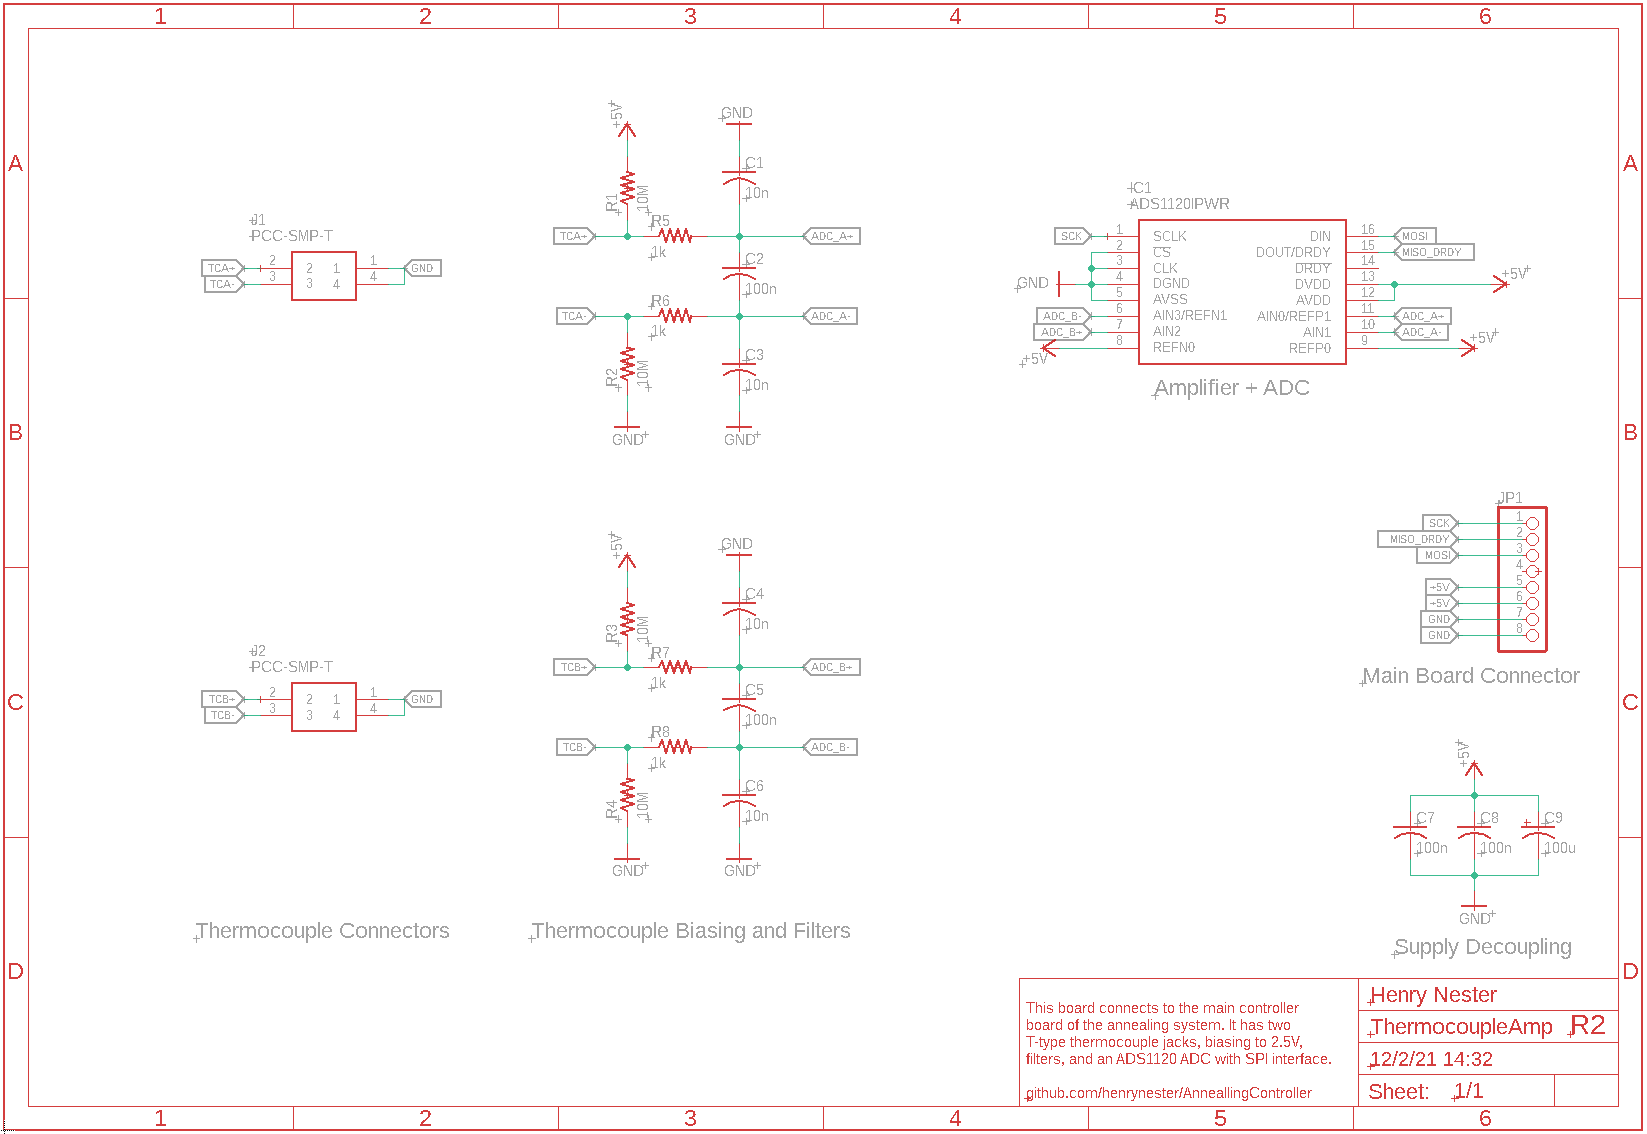 1 2 3 4 5 6
A A
B B
C C
D D
J1
PCC-SMP-T
TCA+ 2 2 1 1 GND
TCA- 3 3 4 4
+5V
GND
R1
10M
C1
10n
TCA+
R5
1k
ADC_A+
C2
100n
TCA-
R6
1k
ADC_A-
R2
10M
C3
10n
GND
GND
IC1
ADS1120IPWR
SCK 1 SCLK DIN 16 MOSI
2 CS DOUT/DRDY 15 MISO_DRDY
3 CLK DRDY 14
GND 4 DGND DVDD 13 +5V
5 AVSS AVDD 12
ADC_B- 6 AIN3/REFN1 AIN0/REFP1 11 ADC_A+
ADC_B+ 7 AIN2 AIN1 10 ADC_A-
+5V 8 REFN0 REFP0 9 +5V
Amplifier + ADC
JP1
SCK 1
MISO_DRDY 2
MOSI 3
4
+5V 5
+5V 6
GND 7
GND 8
Main Board Connector
J2
PCC-SMP-T
TCB+ 2 2 1 1 GND
TCB- 3 3 4 4
+5V
GND
R3
10M
C4
10n
TCB+
R7
1k
ADC_B+
C5
100n
TCB-
R8
1k
ADC_B-
R4
10M
C6
10n
GND
GND
+5V
C7
100n
C8
100n
C9
100u
GND
Supply Decoupling
Thermocouple Connectors
Thermocouple Biasing and Filters
This board connects to the main controller
board of the annealing system. It has two
T-type thermocouple jacks, biasing to 2.5V,
filters, and an ADS1120 ADC with SPI interface.
github.com/henrynester/AnneallingController
Henry Nester
ThermocoupleAmp R2
12/2/21 14:32
Sheet: 1/1
1 2 3 4 5 6